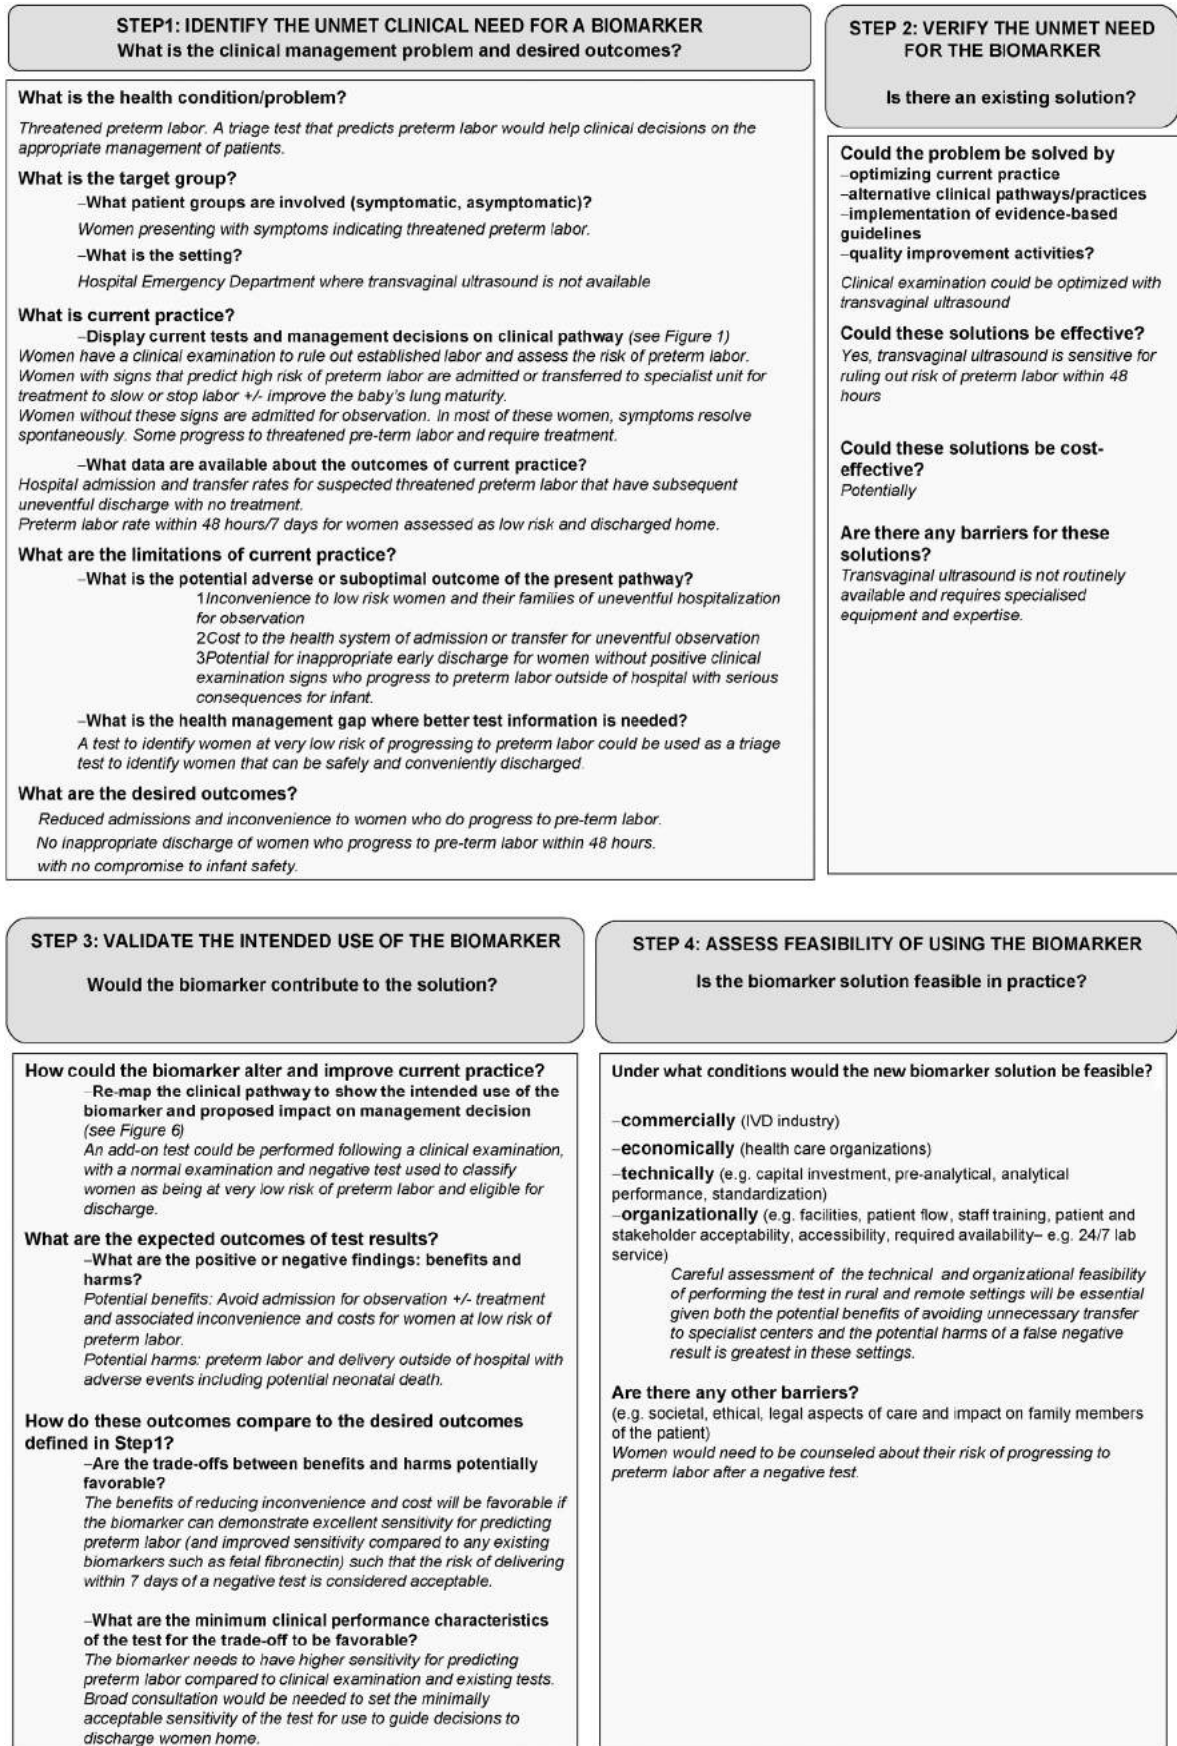 STEP1: IDENTIFY THE UNMET CLINICAL NEED FOR A BIOMARKER
What is the clinical management problem and desired outcomes?
What is the health condition/problem?
Threatened preterm labor. A triage test that predicts preterm labor would help clinical decisions on the
appropriate management of patients.
What is the target group?
–What patient groups are involved (symptomatic, asymptomatic)?
Women presenting with symptoms indicating threatened preterm labor.
–What is the setting?
Hospital Emergency Department where transvaginal ultrasound is not available
What is current practice?
–Display current tests and management decisions on clinical pathway (see Figure 1)
Women have a clinical examination to rule out established labor and assess the risk of preterm labor.
Women with signs that predict high risk of preterm labor are admitted or transferred to specialist unit for
treatment to slow or stop labor +/- improve the baby's lung maturity.
Women without these signs are admitted for observation. In most of these women, symptoms resolve
spontaneously. Some progress to threatened pre-term labor and require treatment.
–What data are available about the outcomes of current practice?
Hospital admission and transfer rates for suspected threatened preterm labor that have subsequent
uneventful discharge with no treatment.
Preterm labor rate within 48 hours/7 days for women assessed as low risk and discharged home.
What are the limitations of current practice?
–What is the potential adverse or suboptimal outcome of the present pathway?
1Inconvenience to low risk women and their families of uneventful hospitalization
for observation
2Cost to the health system of admission or transfer for uneventful observation
3Potential for inappropriate early discharge for women without positive clinical
examination signs who progress to preterm labor outside of hospital with serious
consequences for infant.
–What is the health management gap where better test information is needed?
A test to identify women at very low risk of progressing to preterm labor could be used as a triage
test to identify women that can be safely and conveniently discharged.
What are the desired outcomes?
Reduced admissions and inconvenience to women who do progress to pre-term labor.
No inappropriate discharge of women who progress to pre-term labor within 48 hours.
with no compromise to infant safety.
STEP 2: VERIFY THE UNMET NEED
FOR THE BIOMARKER
Is there an existing solution?
Could the problem be solved by
–optimizing current practice
–alternative clinical pathways/practices
–implementation of evidence-based
guidelines
–quality improvement activities?
Clinical examination could be optimized with
transvaginal ultrasound
Could these solutions be effective?
Yes, transvaginal ultrasound is sensitive for
ruling out risk of preterm labor within 48
hours
Could these solutions be cost-
effective?
Potentially
Are there any barriers for these
solutions?
Transvaginal ultrasound is not routinely
available and requires specialised
equipment and expertise.
STEP 3: VALIDATE THE INTENDED USE OF THE BIOMARKER
Would the biomarker contribute to the solution?
How could the biomarker alter and improve current practice?
–Re-map the clinical pathway to show the intended use of the
biomarker and proposed impact on management decision
(see Figure 6)
An add-on test could be performed following a clinical examination,
with a normal examination and negative test used to classify
women as being at very low risk of preterm labor and eligible for
discharge.
What are the expected outcomes of test results?
–What are the positive or negative findings: benefits and
harms?
Potential benefits: Avoid admission for observation +/- treatment
and associated inconvenience and costs for women at low risk of
preterm labor.
Potential harms: preterm labor and delivery outside of hospital with
adverse events including potential neonatal death.
How do these outcomes compare to the desired outcomes
defined in Step1?
–Are the trade-offs between benefits and harms potentially
favorable?
The benefits of reducing inconvenience and cost will be favorable if
the biomarker can demonstrate excellent sensitivity for predicting
preterm labor (and improved sensitivity compared to any existing
biomarkers such as fetal fibronectin) such that the risk of delivering
within 7 days of a negative test is considered acceptable.
–What are the minimum clinical performance characteristics
of the test for the trade-off to be favorable?
The biomarker needs to have higher sensitivity for predicting
preterm labor compared to clinical examination and existing tests.
Broad consultation would be needed to set the minimally
acceptable sensitivity of the test for use to guide decisions to
discharge women home.
STEP 4: ASSESS FEASIBILITY OF USING THE BIOMARKER
Is the biomarker solution feasible in practice?
Under what conditions would the new biomarker solution be feasible?
–commercially (IVD industry)
–economically (health care organizations)
–technically (e.g. capital investment, pre-analytical, analytical
performance, standardization)
–organizationally (e.g. facilities, patient flow, staff training, patient and
stakeholder acceptability, accessibility, required availability– e.g. 24/7 lab
service)
Careful assessment of the technical and organizational feasibility
of performing the test in rural and remote settings will be essential
given both the potential benefits of avoiding unnecessary transfer
to specialist centers and the potential harms of a false negative
result is greatest in these settings.
Are there any other barriers?
(e.g. societal, ethical, legal aspects of care and impact on family members
of the patient)
Women would need to be counseled about their risk of progressing to
preterm labor after a negative test.